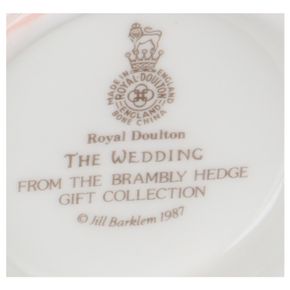 MADE IN ENGLAND
ROYAL DOULTON
ENGLAND
BONE CHINA
Royal Doulton
THE WEDDING
FROM THE BRAMBLY HEDGE
GIFT COLLECTION
© Jill Barklem 1987